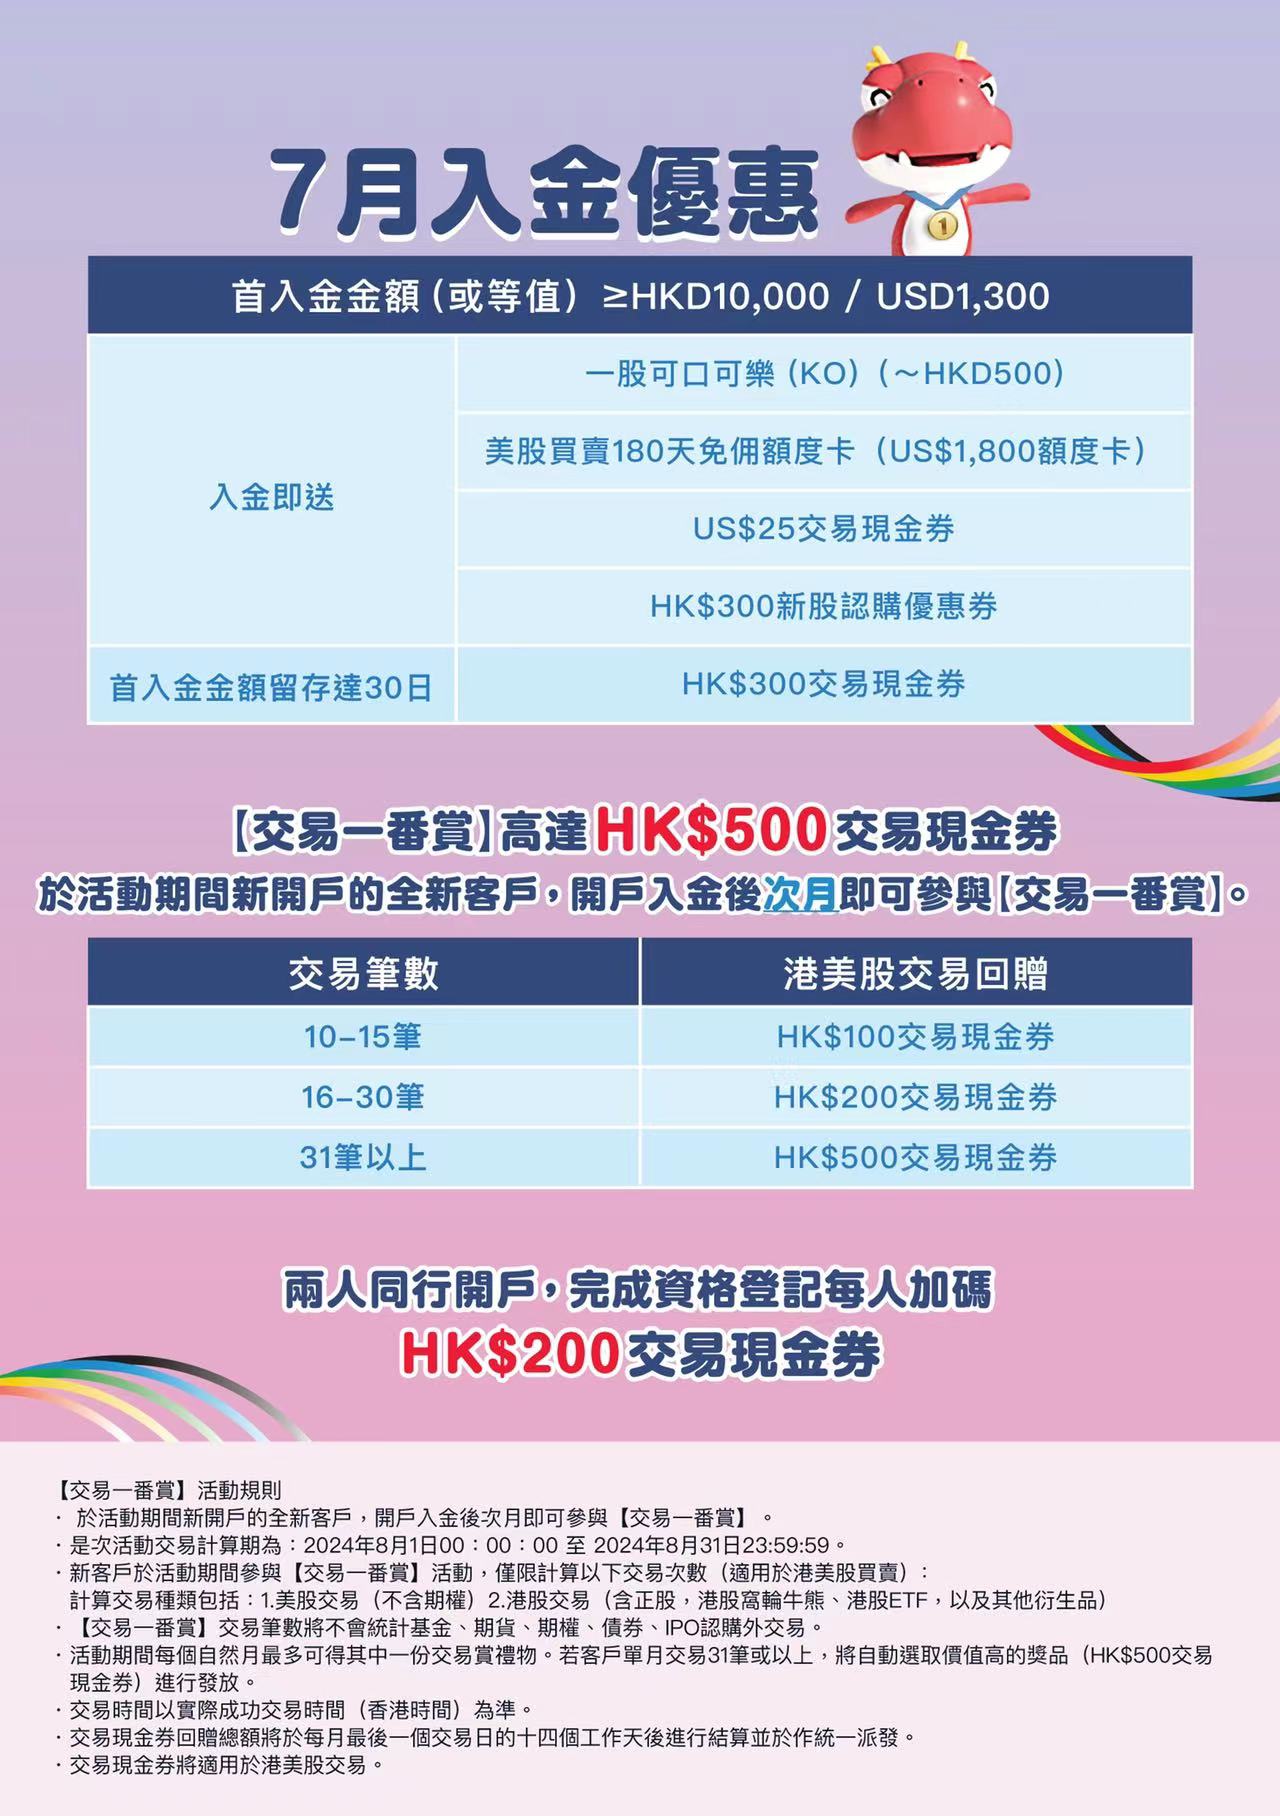 7月入金優惠
1
首入金金額（或等值）≥HKD10,000 / USD1,300
入金即送
一股可口可樂（KO）（～HKD500）
美股買賣180天免佣額度卡（US$1,800額度卡）
US$25交易現金券
HK$300新股認購優惠券
首入金金額留存達30日
HK$300交易現金券
【交易一番賞】高達HK$500交易現金券
於活動期間新開戶的全新客戶，開戶入金後次月即可參與【交易一番賞】。
交易筆數
港美股交易回贈
10-15筆
HK$100交易現金券
16-30筆
HK$200交易現金券
31筆以上
HK$500交易現金券
兩人同行開戶，完成資格登記每人加碼
HK$200交易現金券
【交易一番賞】活動規則
· 於活動期間新開戶的全新客戶，開戶入金後次月即可參與【交易一番賞】。
· 是次活動交易計算期為：2024年8月1日00：00：00 至 2024年8月31日23:59:59。
· 新客戶於活動期間參與【交易一番賞】活動，僅限計算以下交易次數（適用於港美股買賣）：
計算交易種類包括：1.美股交易（不含期權）2.港股交易（含正股，港股窩輪牛熊、港股ETF，以及其他衍生品）
· 【交易一番賞】交易筆數將不會統計基金、期貨、期權、債券、IPO認購外交易。
· 活動期間每個自然月最多可得其中一份交易賞禮物。若客戶單月交易31筆或以上，將自動選取價值高的獎品（HK$500交易
現金券）進行發放。
· 交易時間以實際成功交易時間（香港時間）為準。
· 交易現金券回贈總額將於每月最後一個交易日的十四個工作天後進行結算並於作統一派發。
· 交易現金券將適用於港美股交易。